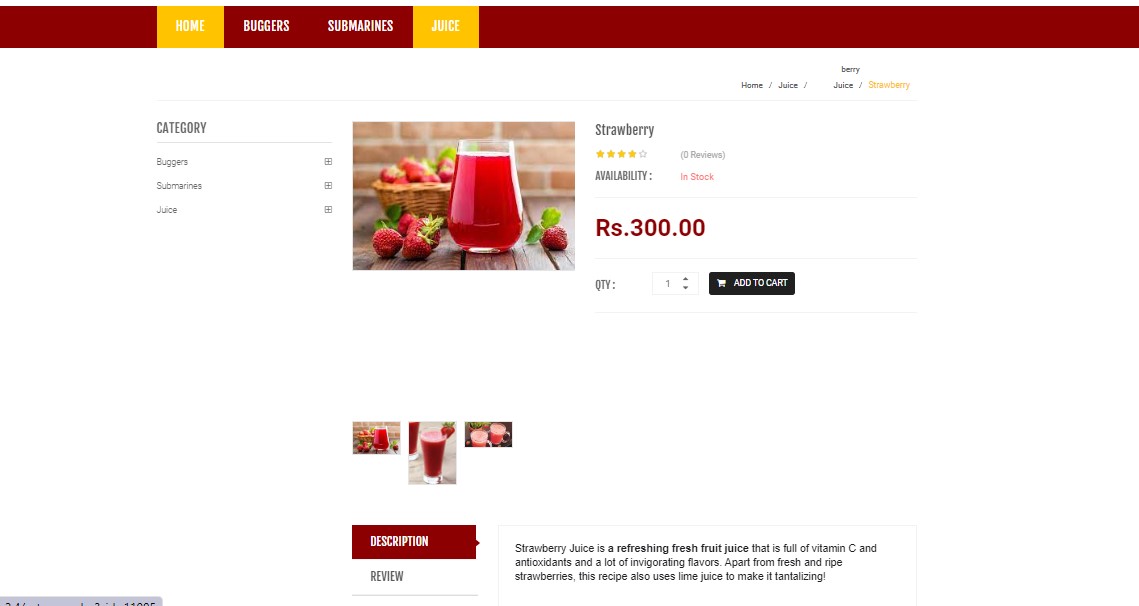 HOME BUGGERS SUBMARINES JUICE
berry
Home / Juice / Juice / Strawberry
CATEGORY
Buggers
Submarines
Juice
Strawberry
(0 Reviews)
AVAILABILITY : In Stock
Rs.300.00
QTY : 1 ADD TO CART
DESCRIPTION
REVIEW
Strawberry Juice is a refreshing fresh fruit juice that is full of vitamin C and
antioxidants and a lot of invigorating flavors. Apart from fresh and ripe
strawberries, this recipe also uses lime juice to make it tantalizing!